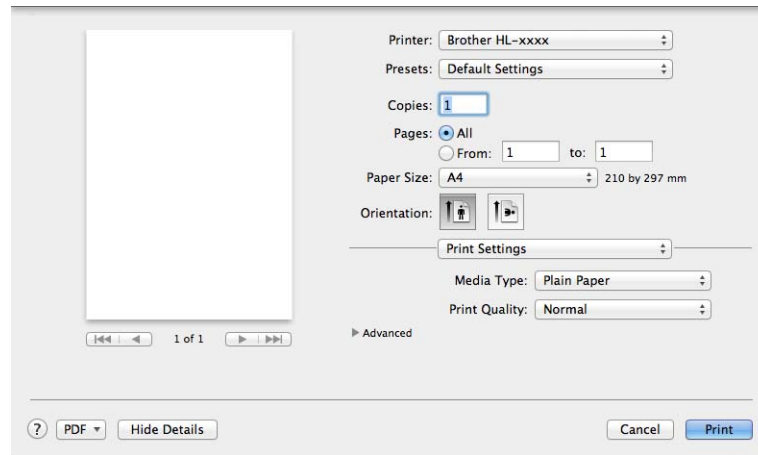 Printer: Brother HL-xxxx
Presets: Default Settings
Copies: 1
Pages: All
From: 1 to: 1
Paper Size: A4 210 by 297 mm
Orientation:
Print Settings
Media Type: Plain Paper
Print Quality: Normal
Advanced
1 of 1
? PDF Hide Details Cancel Print